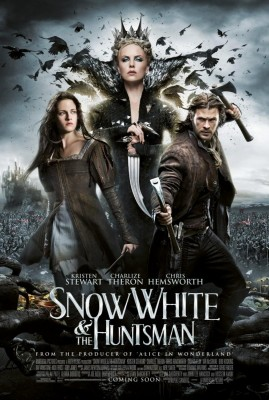 KRISTEN STEWART
CHARLIZE THERON
CHRIS HEMSWORTH
SNOW WHITE
& THE HUNTSMAN
FROM THE PRODUCER OF ALICE IN WONDERLAND
COMING SOON